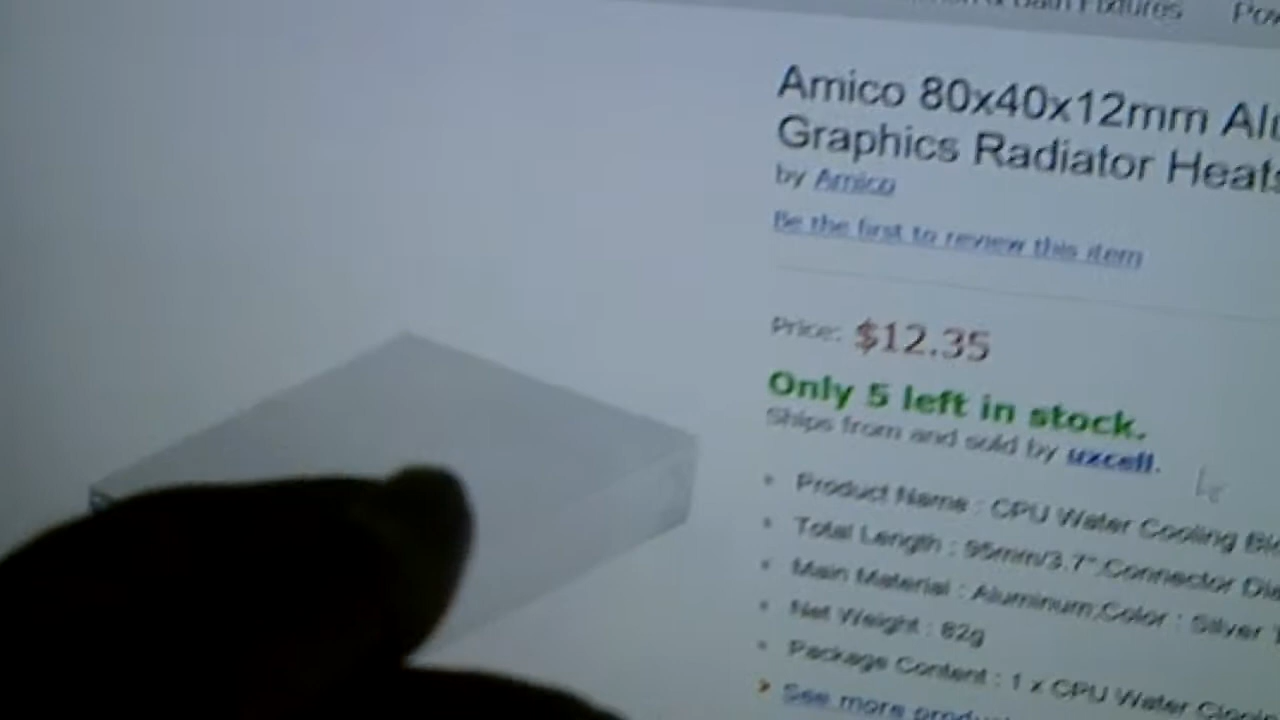 Fixtures
Amico 80x40x12mm
Graphics Radiator
by Amico
Be the first to review this item
Price: $12.35
Only 5 left in stock.
Ships from and sold by uxcell.
Product Name : CPU Water Cooling
Total Length : 95mm/3.7";Connector
Main Material : Aluminum;Color : Silver
Net Weight : 82g
Package Content : 1 x CPU Water
See more